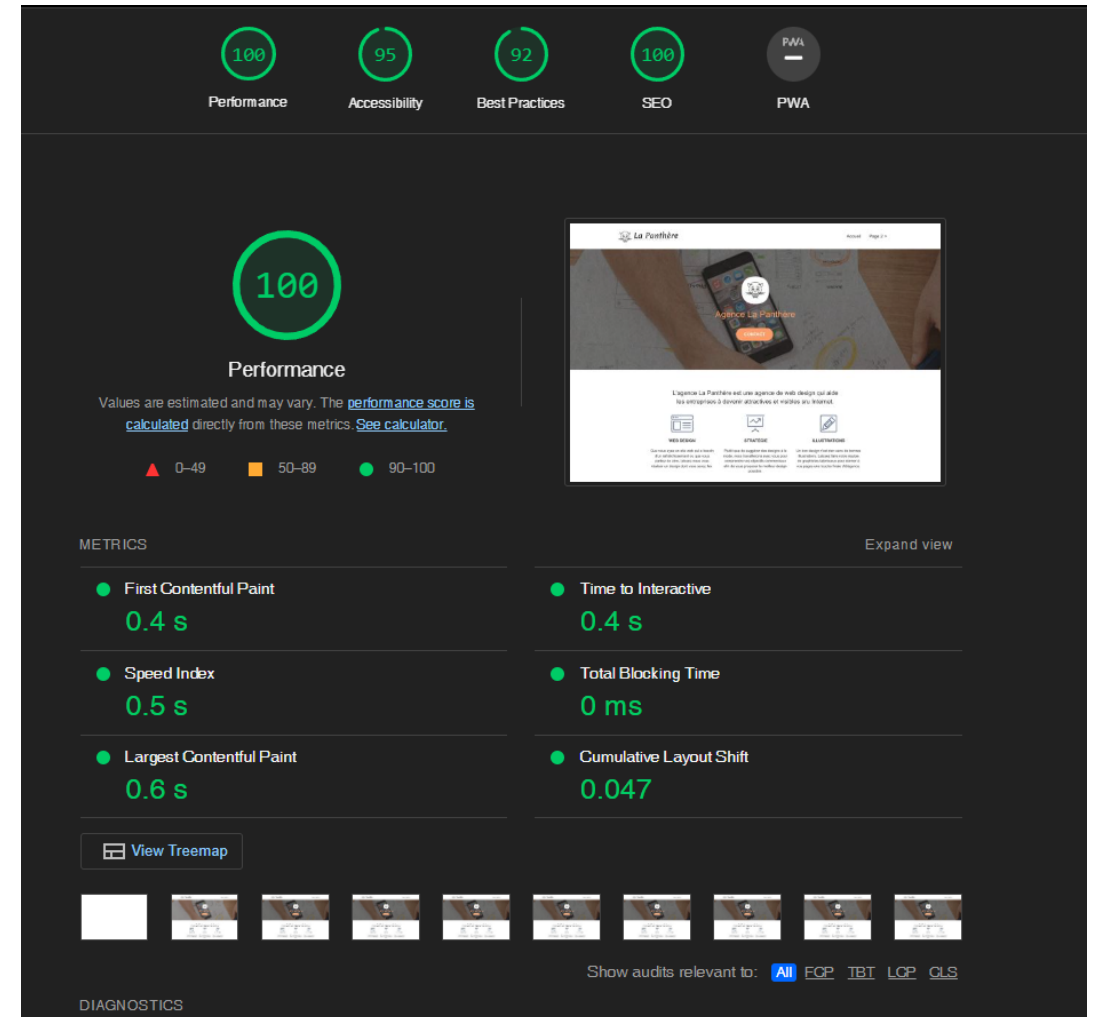 100
95
92
100
PWA
Performance
Accessibility
Best Practices
SEO
PWA
100
Performance
Values are estimated and may vary. The performance score is
calculated directly from these metrics. See calculator.
0–49
50–89
90–100
La Panthère
Accueil
Page 2
Agence La Panthère
CONTACT
L'agence La Panthère est une agence de web design qui aide
les entreprises à devenir attractives et visibles sru Internet.
WEB DESIGN
STRATÉGIE
ILLUSTRATIONS
METRICS
Expand view
First Contentful Paint
0.4 s
Time to Interactive
0.4 s
Speed Index
0.5 s
Total Blocking Time
0 ms
Largest Contentful Paint
0.6 s
Cumulative Layout Shift
0.047
View Treemap
Show audits relevant to: All FCP TBT LCP CLS
DIAGNOSTICS